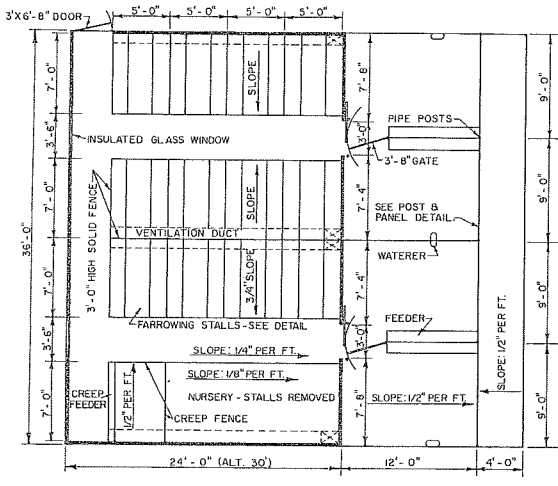 3'X6'-8" DOOR
5'-0" 5'-0" 5'-0" 5'-0"
7'-0"
SLOPE
7'-8"
PIPE POSTS
3'-6"
INSULATED GLASS WINDOW
3'-0"
3'-8" GATE
9'-0"
7'-0"
SLOPE
7'-4"
SEE POST &
PANEL DETAIL
36'-0"
3'-0" HIGH SOLID FENCE
VENTILATION DUCT
WATERER
7'-0"
3/4" SLOPE
7'-4"
9'-0"
9'-0"
FARROWING STALLS-SEE DETAIL
FEEDER
3'-6"
SLOPE: 1/4" PER FT.
3'-0"
SLOPE: 1/2" PER FT.
SLOPE: 1/8" PER FT.
7'-0"
CREEP
FEEDER
1/2" PER FT.
NURSERY-STALLS REMOVED
CREEP FENCE
7'-8"
SLOPE: 1/2" PER FT.
9'-0"
24'-0" (ALT. 30')
12'-0"
4'-0"